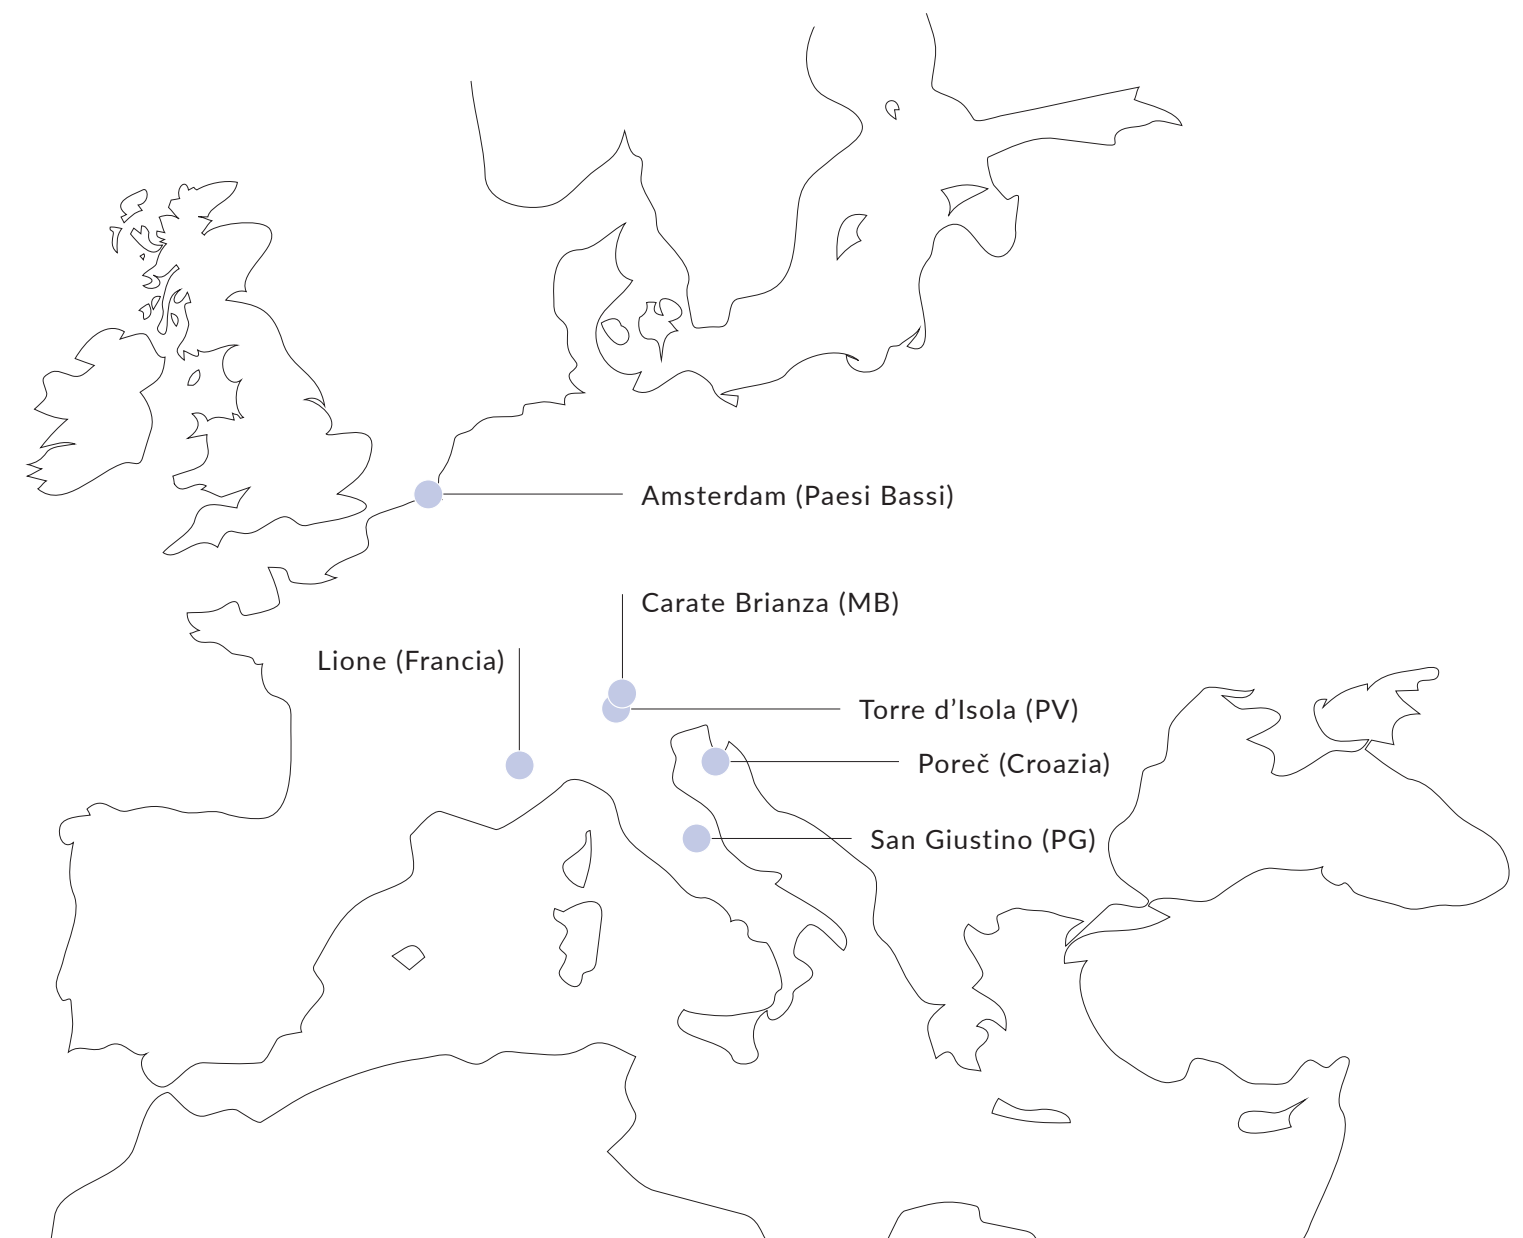 Amsterdam (Paesi Bassi)
Carate Brianza (MB)
Lione (Francia)
Torre d’Isola (PV)
Poreč (Croazia)
San Giustino (PG)